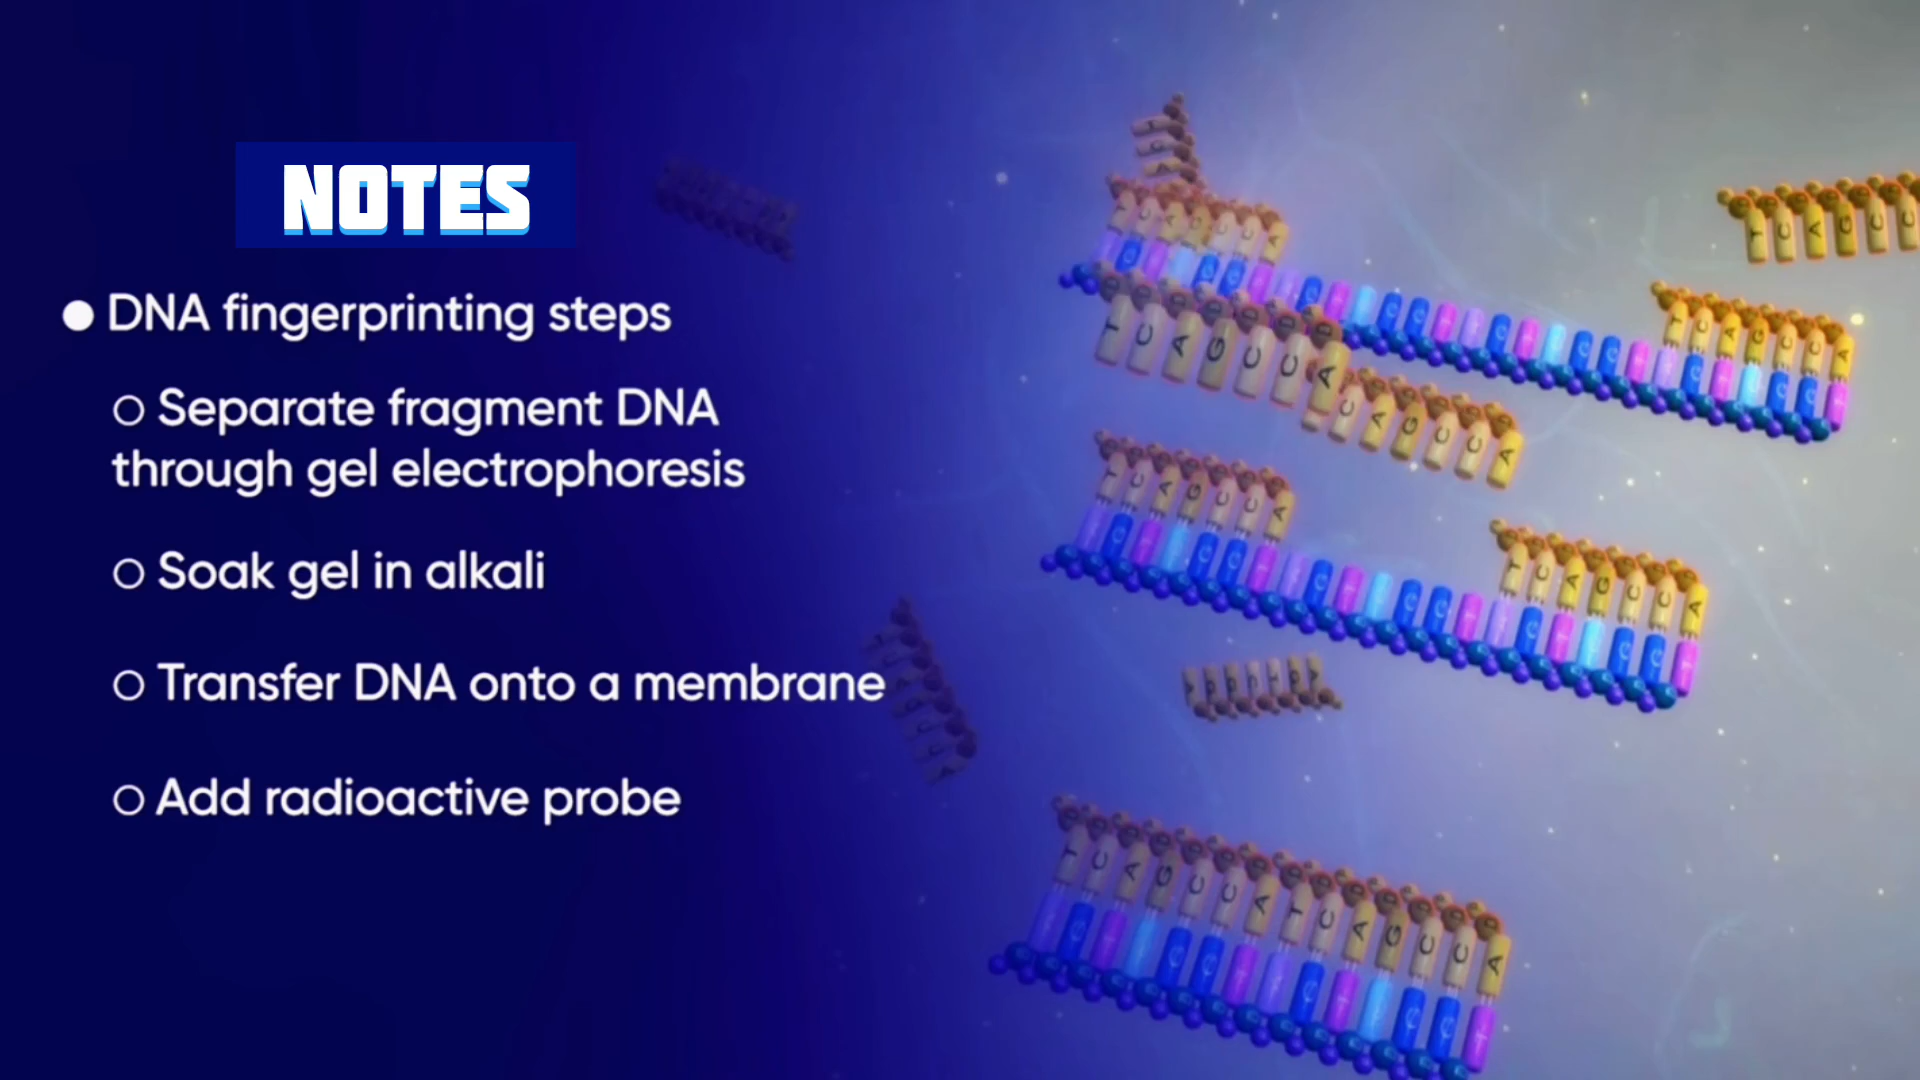 NOTES
● DNA fingerprinting steps
○ Separate fragment DNA
through gel electrophoresis
○ Soak gel in alkali
○ Transfer DNA onto a membrane
○ Add radioactive probe
T C A G C C A
T C A G C C
T C A G C C A
T C A G C C A
C A G C C A
T C A G C C A
T C A G C C A
T C A G C C A T C A G C C A